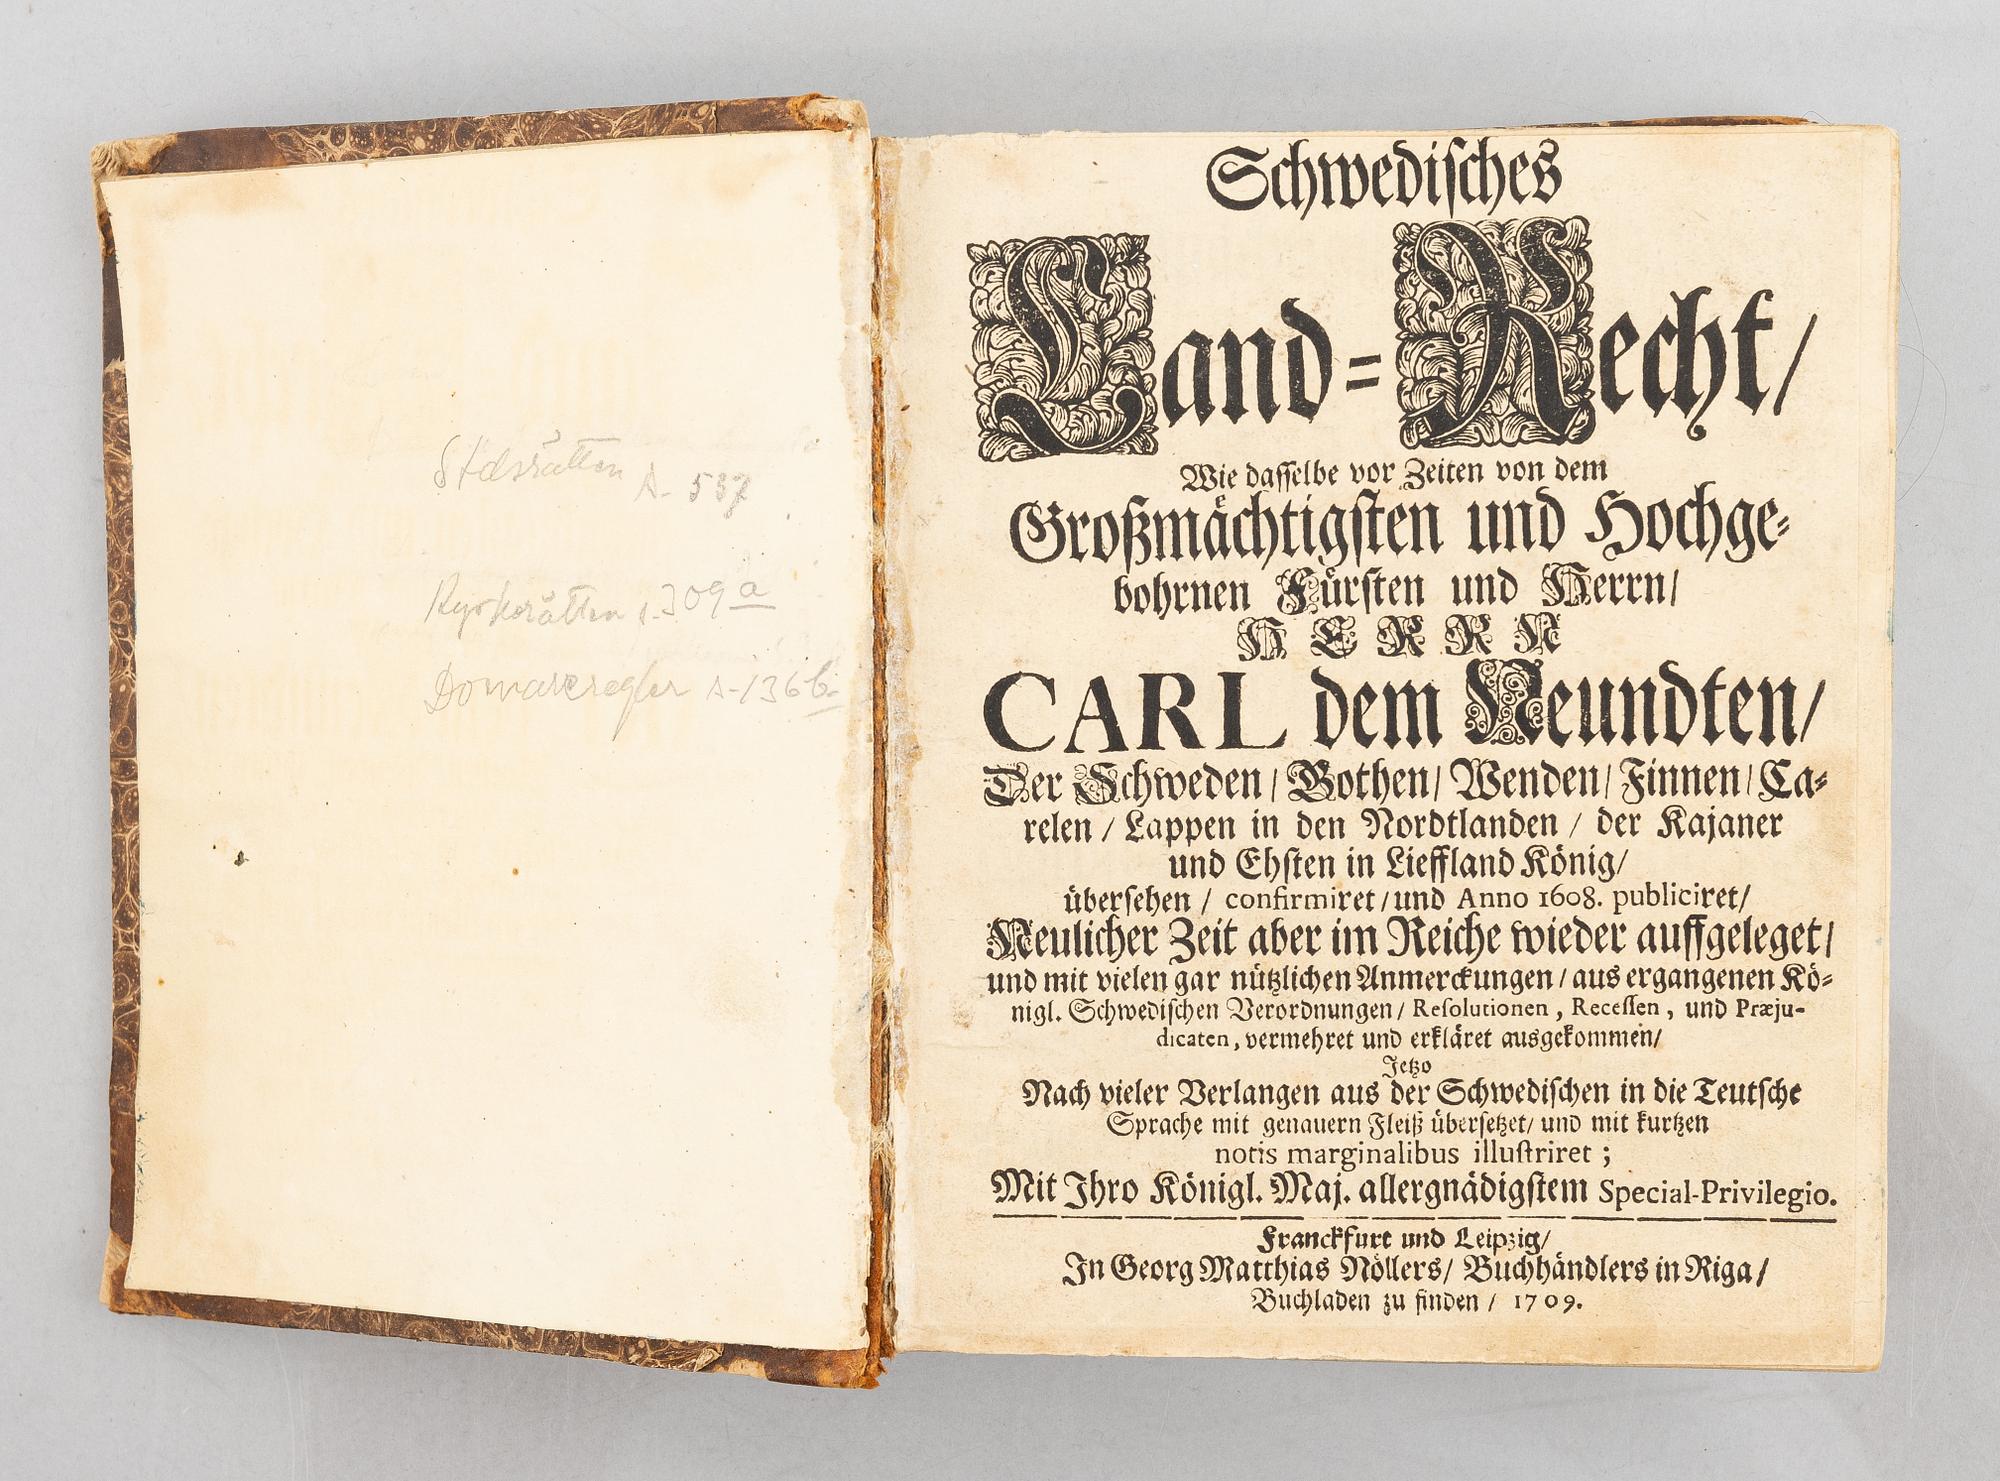 Stdsrätten A. 537
Kyrkorätten s. 309 a
Domareregler A-136 b.
Schwedisches
Land-Recht/
Wie dasselbe vor Zeiten von dem
Großmächtigsten und Hochge-
bohrnen Fürsten und Herrn/
HERRN
CARL dem Neundten/
Der Schweden/ Gothen/ Wenden/ Finnen/ Ca-
relen / Lappen in den Nordtlanden / der Kajaner
und Ehsten in Lieffland König/
übersehen / confirmiret / und Anno 1608. publiciret/
Neulicher Zeit aber im Reiche wieder auffgeleget/
und mit vielen gar nützlichen Anmerckungen / aus ergangenen Kö-
nigl. Schwedischen Verordnungen / Resolutionen, Recessen, und Præju-
dicaten, vermehret und erkläret ausgekommen/
Jetzo
Nach vieler Verlangen aus der Schwedischen in die Teutsche
Sprache mit genauern Fleiß übersetzet/ und mit kurtzen
notis marginalibus illustriret ;
Mit Ihro Königl. Maj. allergnädigstem Special-Privilegio.
Franckfurt und Leipzig/
In Georg Matthias Nöllers/ Buchhändlers in Riga/
Buchladen zu finden / 1709.